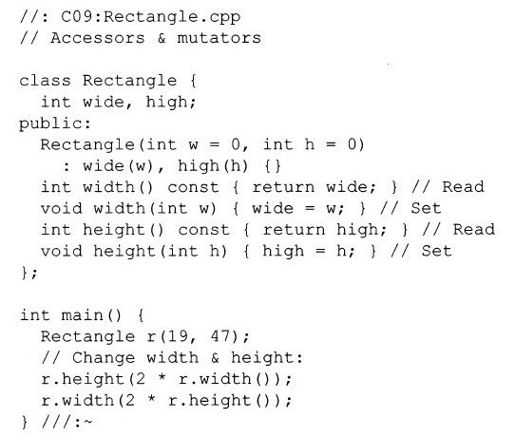 //: C09:Rectangle.cpp
// Accessors & mutators

class Rectangle {
  int wide, high;
public:
  Rectangle(int w = 0, int h = 0)
    : wide(w), high(h) {}
  int width() const { return wide; } // Read
  void width(int w) { wide = w; } // Set
  int height() const { return high; } // Read
  void height(int h) { high = h; } // Set
};

int main() {
  Rectangle r(19, 47);
  // Change width & height:
  r.height(2 * r.width());
  r.width(2 * r.height());
} ///:~